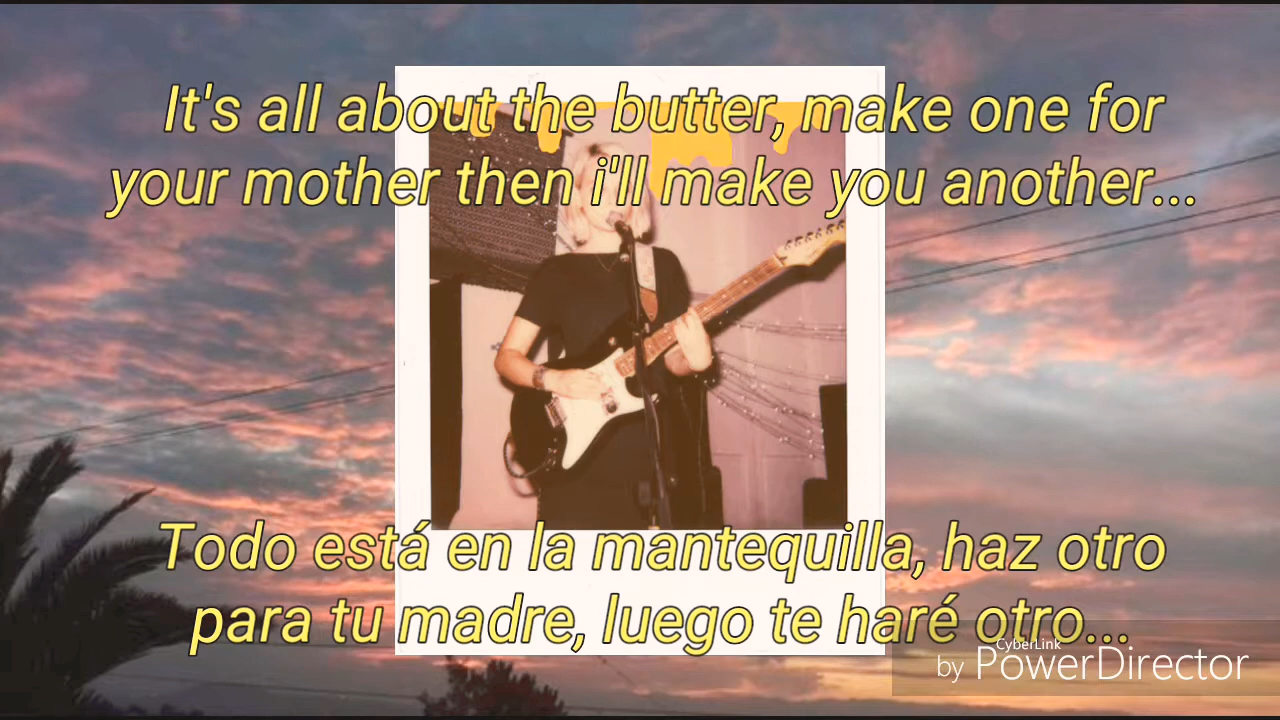 It's all about the butter, make one for
your mother then i'll make you another...
Todo está en la mantequilla, haz otro
para tu madre, luego te haré otro...
CyberLink
by PowerDirector